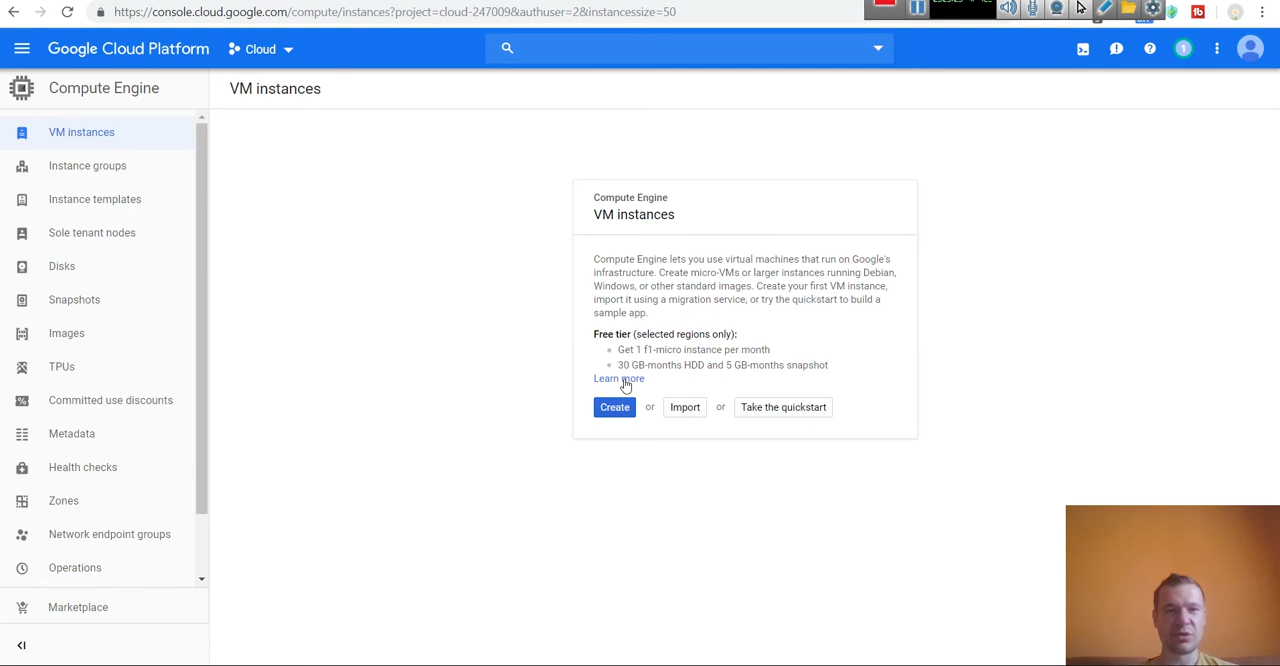 https://console.cloud.google.com/compute/instances?project=cloud-247009&authuser=2&instancessize=50
Google Cloud Platform
Cloud
1
Compute Engine
VM instances
VM instances
Instance groups
Instance templates
Sole tenant nodes
Disks
Snapshots
Images
TPUs
Committed use discounts
Metadata
Health checks
Zones
Network endpoint groups
Operations
Marketplace
Compute Engine
VM instances
Compute Engine lets you use virtual machines that run on Google's
infrastructure. Create micro-VMs or larger instances running Debian,
Windows, or other standard images. Create your first VM instance,
import it using a migration service, or try the quickstart to build a
sample app.
Free tier (selected regions only):
Get 1 f1-micro instance per month
30 GB-months HDD and 5 GB-months snapshot
Learn more
Create or Import or Take the quickstart